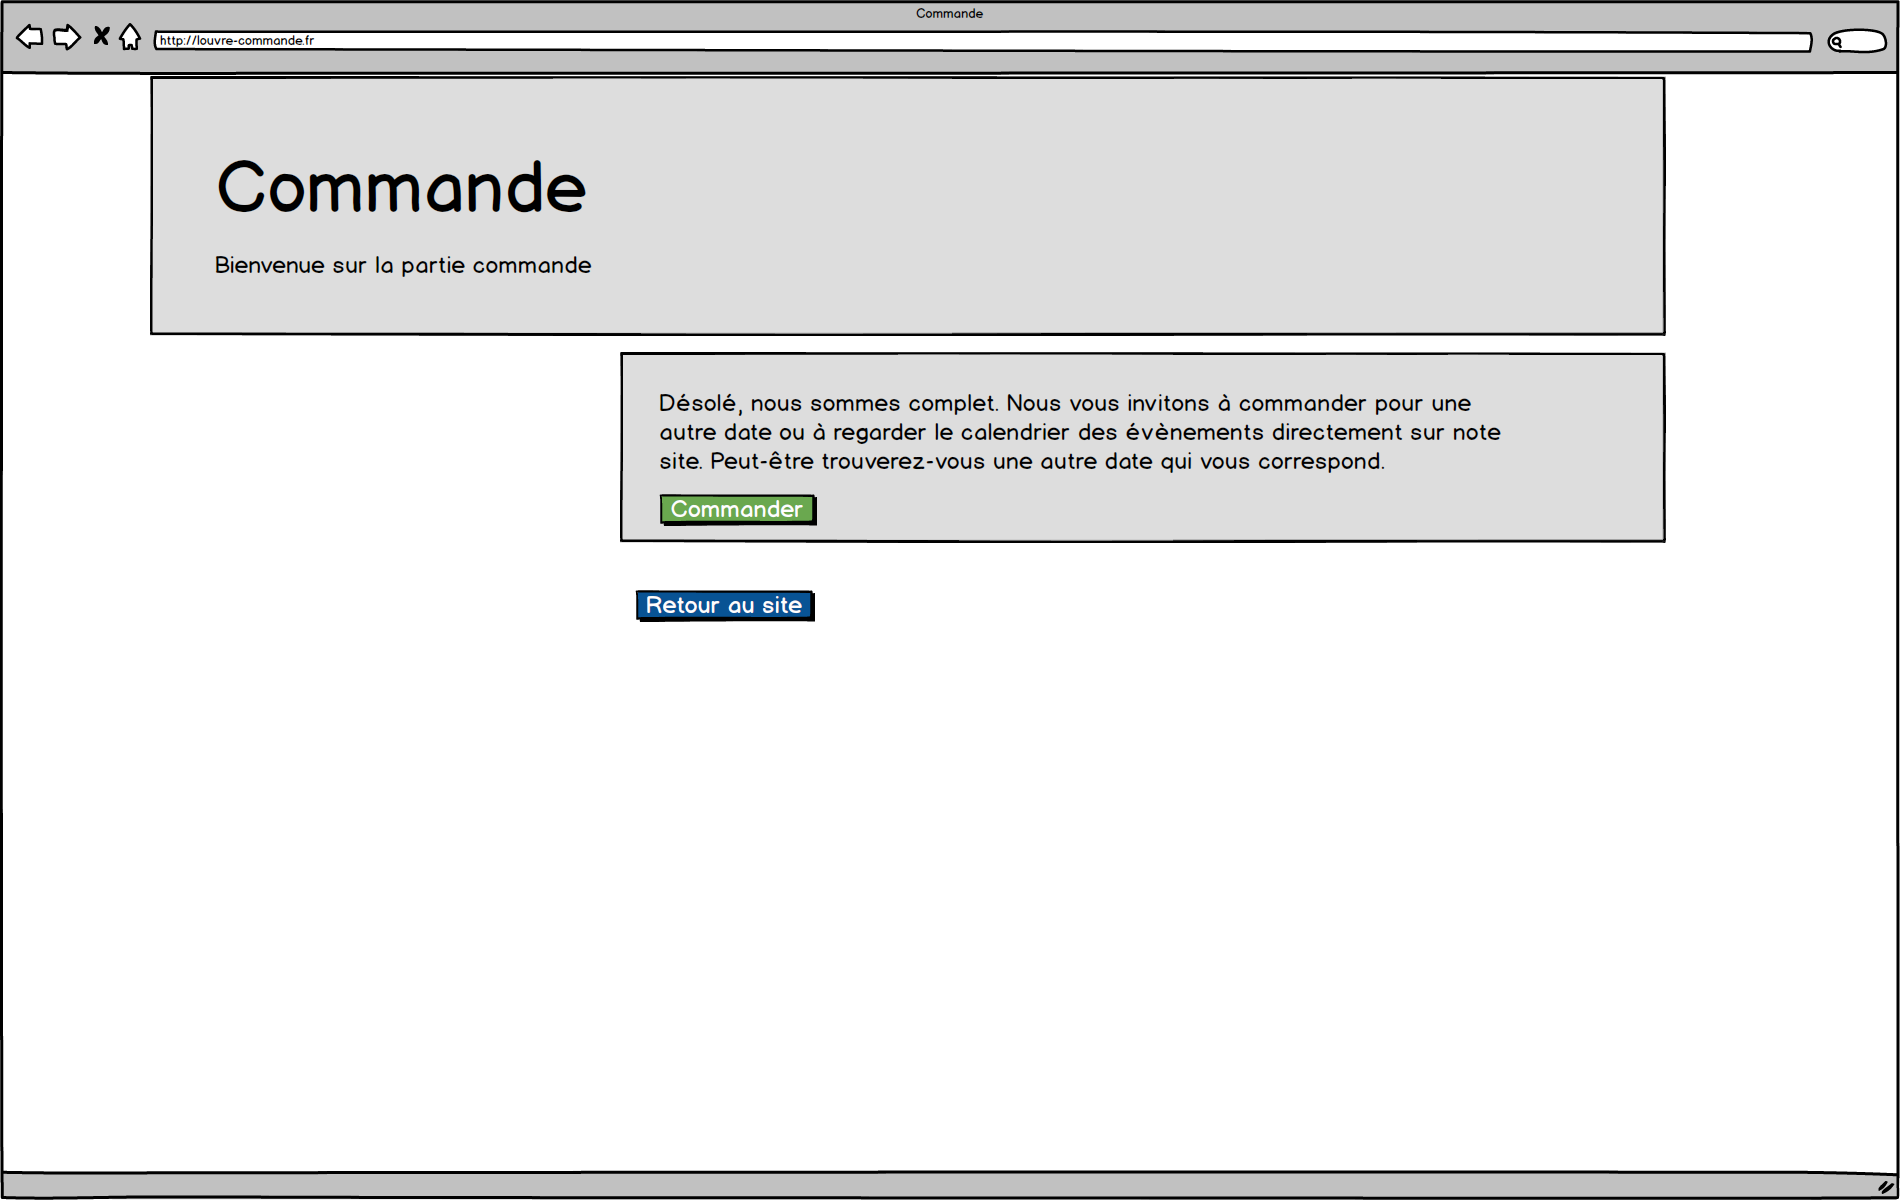 Commande
http://louvre-commande.fr
Commande
Bienvenue sur la partie commande
Désolé, nous sommes complet. Nous vous invitons à commander pour une
autre date ou à regarder le calendrier des évènements directement sur note
site. Peut-être trouverez-vous une autre date qui vous correspond.
Commander
Retour au site